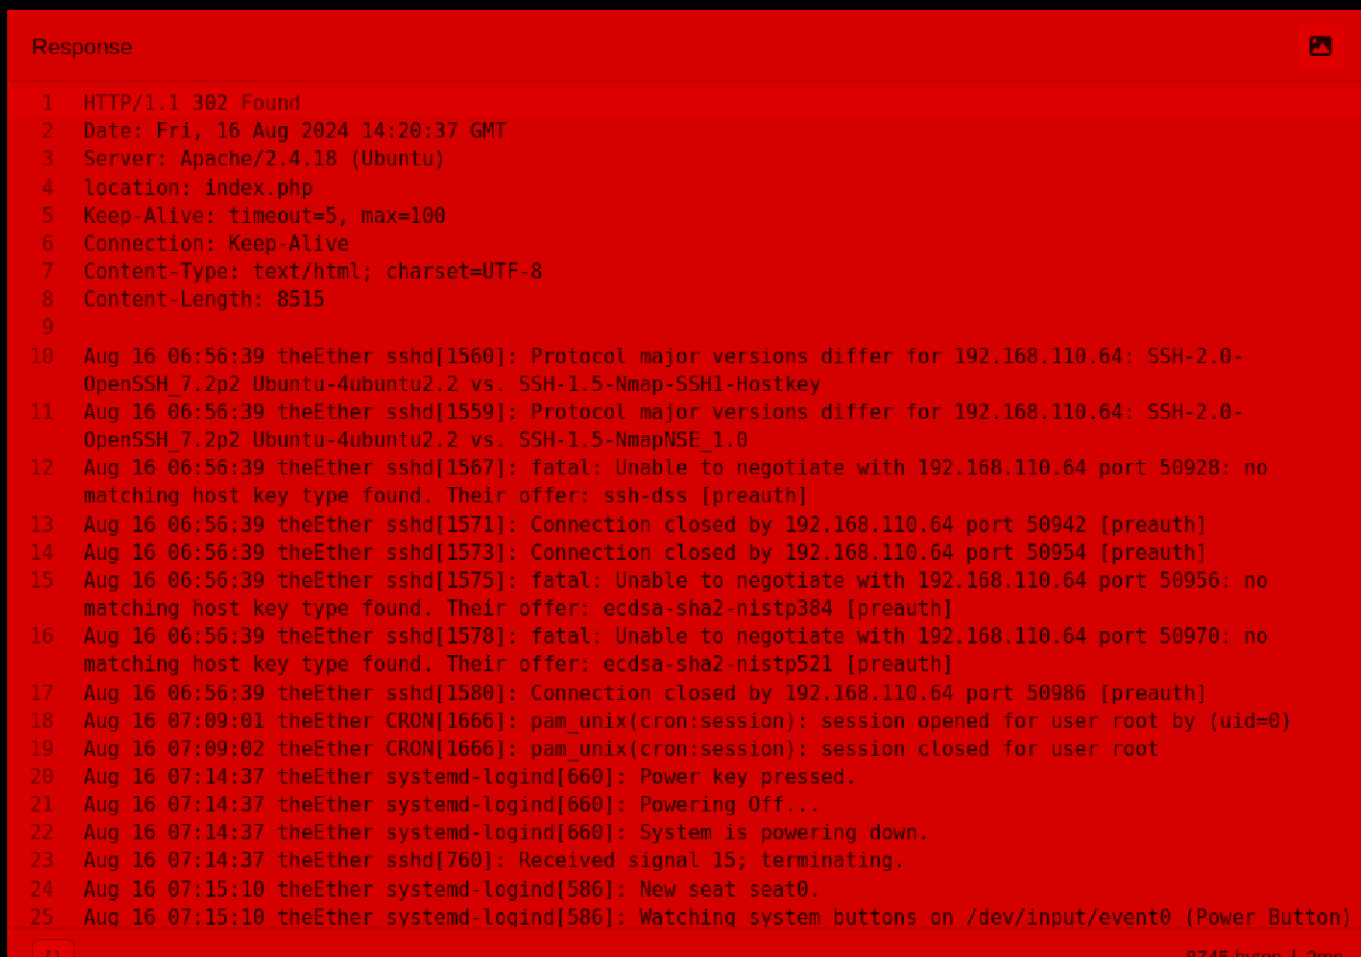 Response
1 HTTP/1.1 302 Found
2 Date: Fri, 16 Aug 2024 14:20:37 GMT
3 Server: Apache/2.4.18 (Ubuntu)
4 location: index.php
5 Keep-Alive: timeout=5, max=100
6 Connection: Keep-Alive
7 Content-Type: text/html; charset=UTF-8
8 Content-Length: 8515
9
10 Aug 16 06:56:39 theEther sshd[1560]: Protocol major versions differ for 192.168.110.64: SSH-2.0-
OpenSSH_7.2p2 Ubuntu-4ubuntu2.2 vs. SSH-1.5-Nmap-SSH1-Hostkey
11 Aug 16 06:56:39 theEther sshd[1559]: Protocol major versions differ for 192.168.110.64: SSH-2.0-
OpenSSH_7.2p2 Ubuntu-4ubuntu2.2 vs. SSH-1.5-NmapNSE_1.0
12 Aug 16 06:56:39 theEther sshd[1567]: fatal: Unable to negotiate with 192.168.110.64 port 50928: no
matching host key type found. Their offer: ssh-dss [preauth]
13 Aug 16 06:56:39 theEther sshd[1571]: Connection closed by 192.168.110.64 port 50942 [preauth]
14 Aug 16 06:56:39 theEther sshd[1573]: Connection closed by 192.168.110.64 port 50954 [preauth]
15 Aug 16 06:56:39 theEther sshd[1575]: fatal: Unable to negotiate with 192.168.110.64 port 50956: no
matching host key type found. Their offer: ecdsa-sha2-nistp384 [preauth]
16 Aug 16 06:56:39 theEther sshd[1578]: fatal: Unable to negotiate with 192.168.110.64 port 50970: no
matching host key type found. Their offer: ecdsa-sha2-nistp521 [preauth]
17 Aug 16 06:56:39 theEther sshd[1580]: Connection closed by 192.168.110.64 port 50986 [preauth]
18 Aug 16 07:09:01 theEther CRON[1666]: pam_unix(cron:session): session opened for user root by (uid=0)
19 Aug 16 07:09:02 theEther CRON[1666]: pam_unix(cron:session): session closed for user root
20 Aug 16 07:14:37 theEther systemd-logind[660]: Power key pressed.
21 Aug 16 07:14:37 theEther systemd-logind[660]: Powering Off...
22 Aug 16 07:14:37 theEther systemd-logind[660]: System is powering down.
23 Aug 16 07:14:37 theEther sshd[760]: Received signal 15; terminating.
24 Aug 16 07:15:10 theEther systemd-logind[586]: New seat seat0.
25 Aug 16 07:15:10 theEther systemd-logind[586]: Watching system buttons on /dev/input/event0 (Power Button)